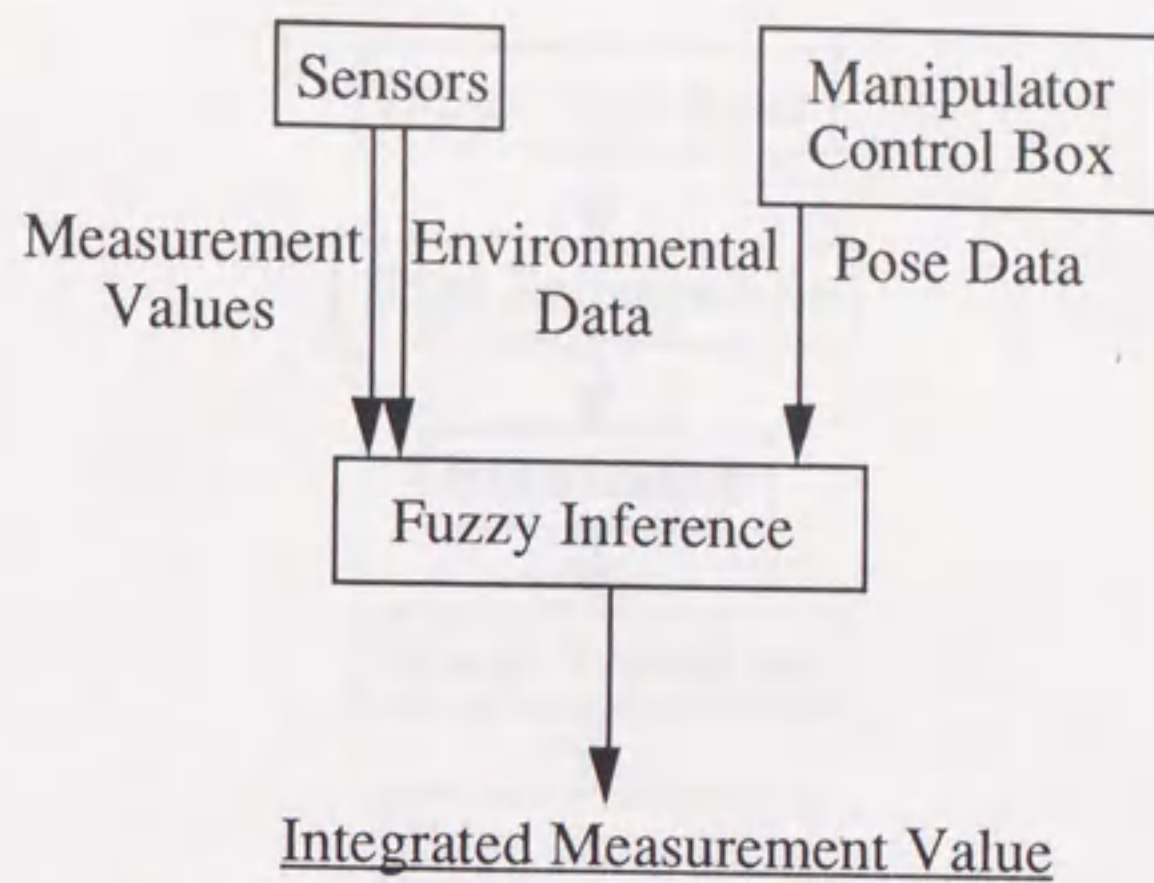 Sensors
Manipulator
Control Box
Measurement
Values
Environmental
Data
Pose Data
Fuzzy Inference
Integrated Measurement Value